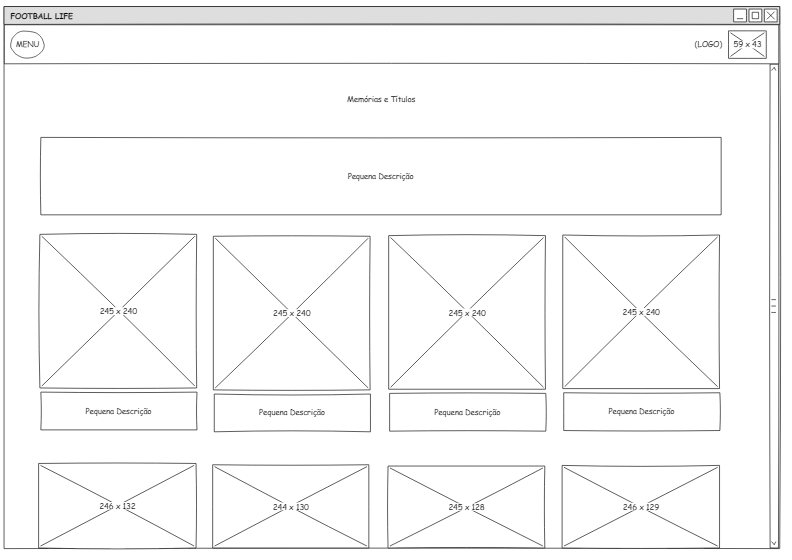 FOOTBALL LIFE
MENU
(LOGO) 59 x 43
Memórias e Títulos
Pequena Descrição
245 x 240 245 x 240 245 x 240 245 x 240
Pequena Descrição Pequena Descrição Pequena Descrição Pequena Descrição
246 x 132 244 x 130 245 x 128 246 x 129